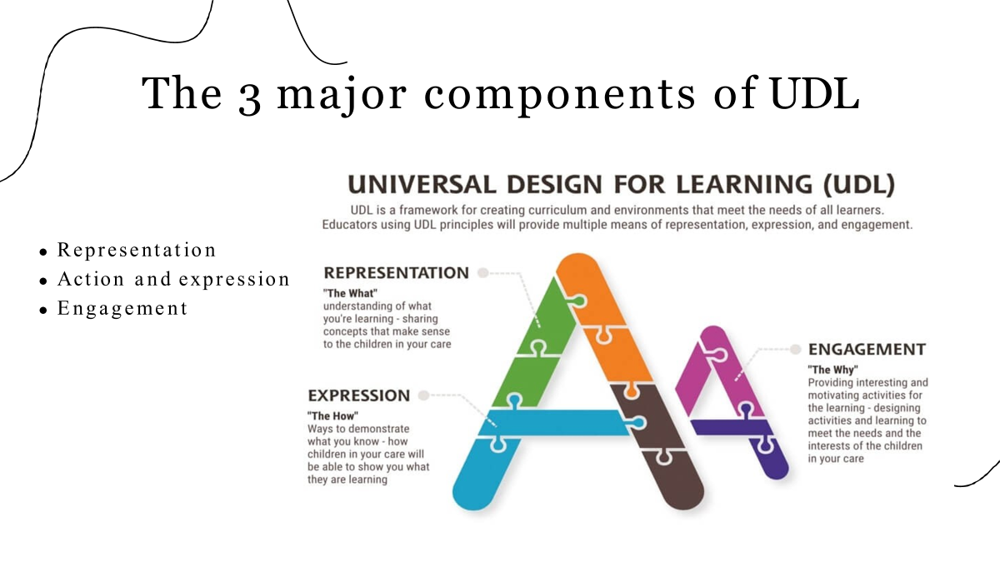 The 3 major components of UDL
• Representation
• Action and expression
• Engagement
UNIVERSAL DESIGN FOR LEARNING (UDL)
UDL is a framework for creating curriculum and environments that meet the needs of all learners.
Educators using UDL principles will provide multiple means of representation, expression, and engagement.
REPRESENTATION
"The What"
understanding of what
you're learning - sharing
concepts that make sense
to the children in your care
EXPRESSION
"The How"
Ways to demonstrate
what you know - how
children in your care will
be able to show you what
they are learning
ENGAGEMENT
"The Why"
Providing interesting and
motivating activities for
the learning - designing
activities and learning to
meet the needs and the
interests of the children
in your care